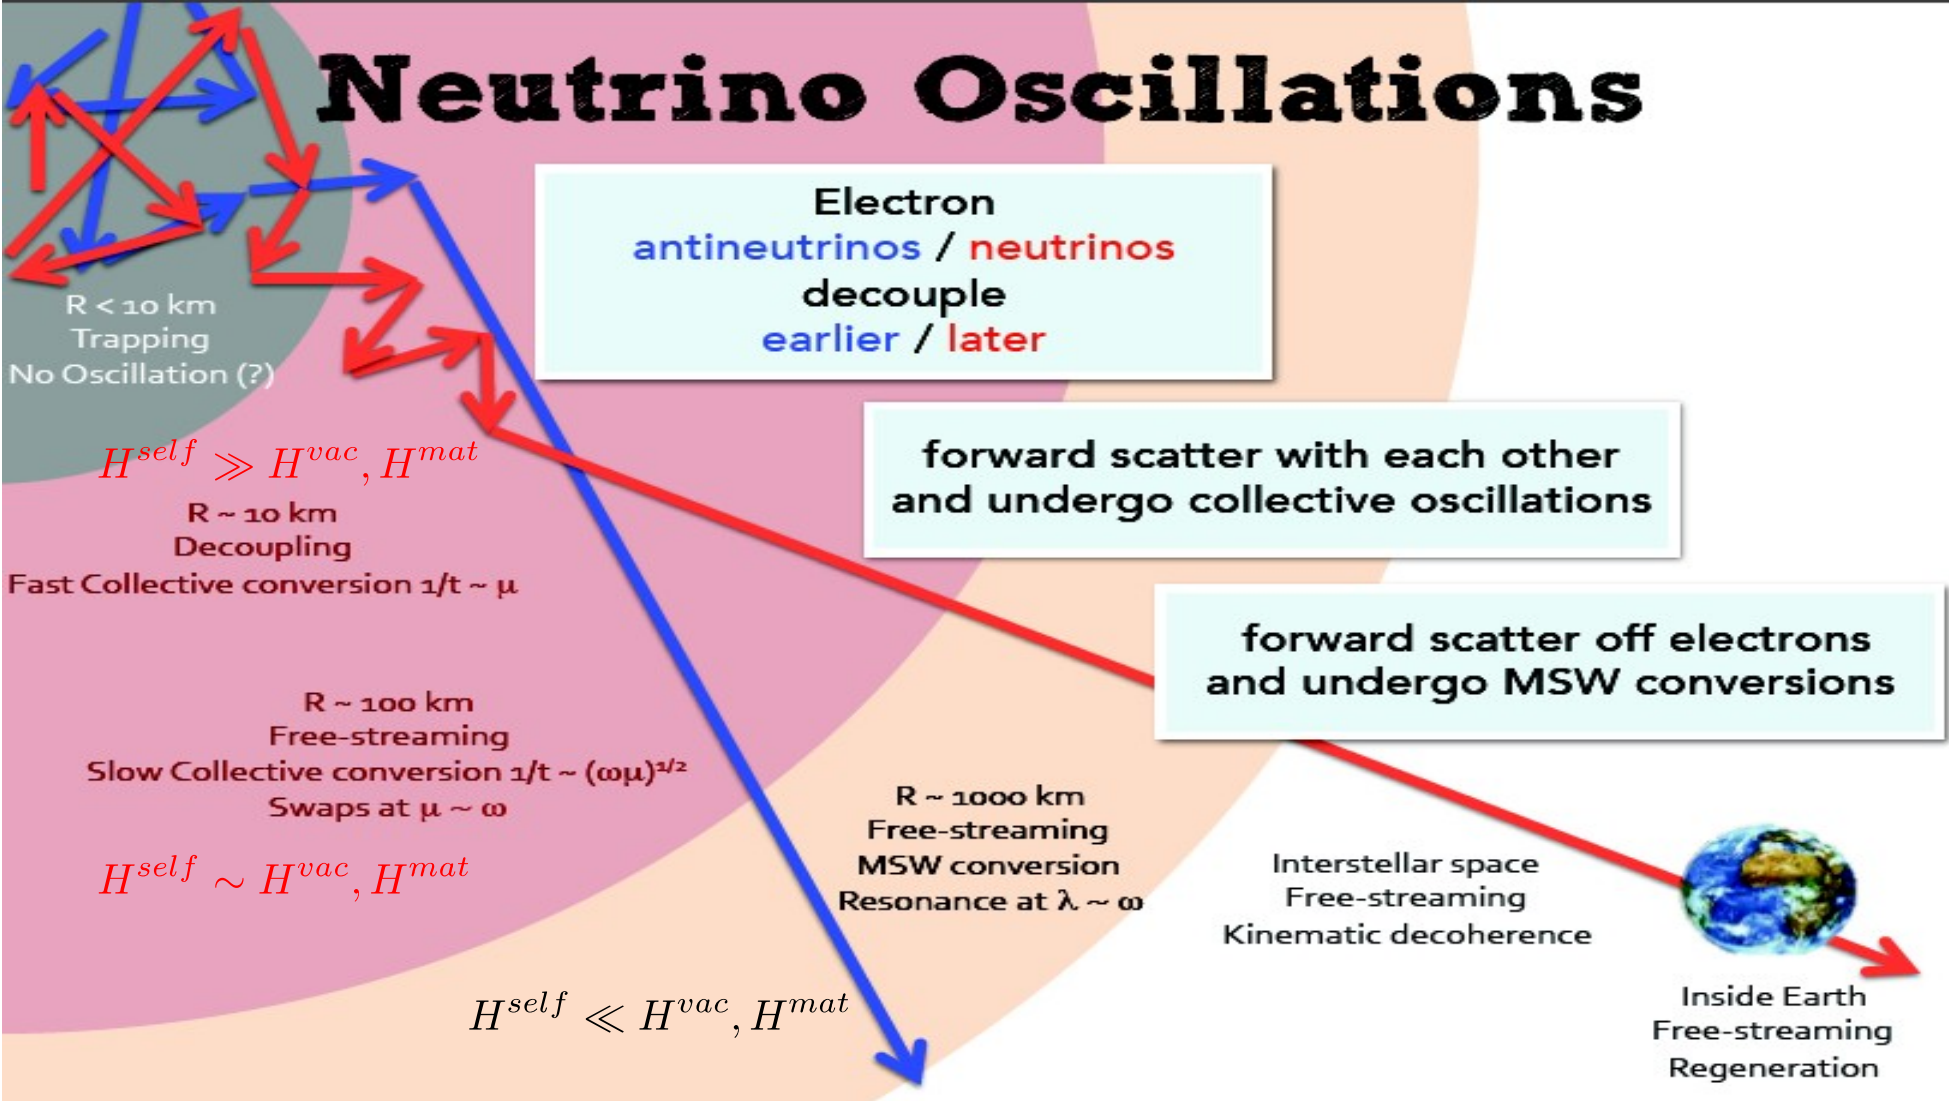 Neutrino Oscillations
Electron
antineutrinos / neutrinos
decouple
earlier / later
R < 10 km
Trapping
No Oscillation (?)
forward scatter with each other
and undergo collective oscillations
H^{self} ≫ H^{vac}, H^{mat}
R ~ 10 km
Decoupling
Fast Collective conversion 1/t ~ μ
forward scatter off electrons
and undergo MSW conversions
R ~ 100 km
Free-streaming
Slow Collective conversion 1/t ~ (ωμ)^{1/2}
Swaps at μ ~ ω
H^{self} ∼ H^{vac}, H^{mat}
R ~ 1000 km
Free-streaming
MSW conversion
Resonance at λ ~ ω
Interstellar space
Free-streaming
Kinematic decoherence
H^{self} ≪ H^{vac}, H^{mat}
Inside Earth
Free-streaming
Regeneration